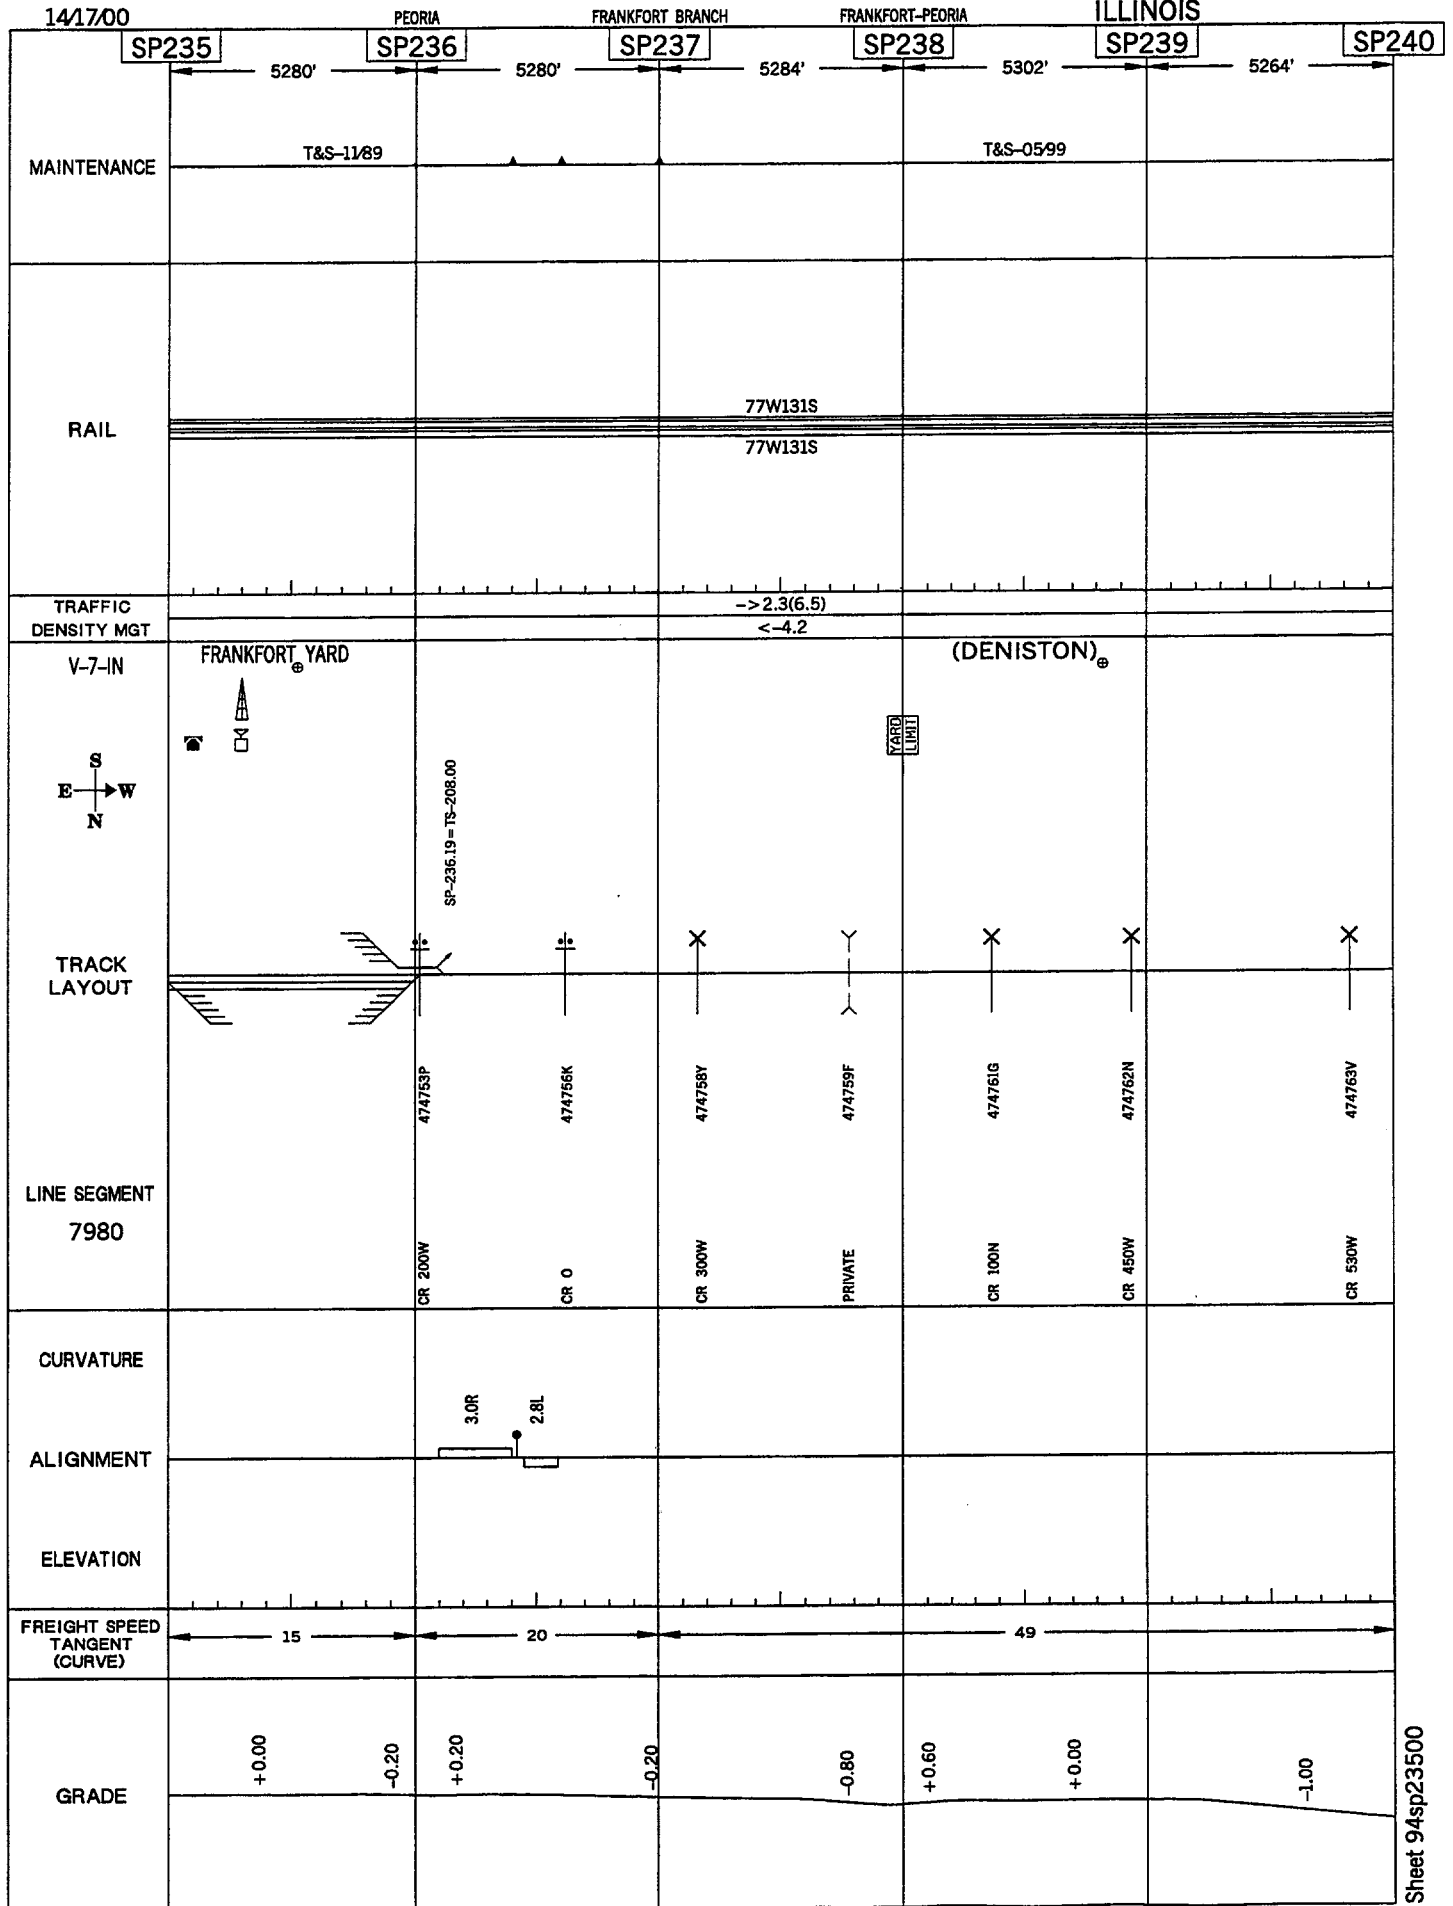 14/17/00 PEORIA FRANKFORT BRANCH FRANKFORT-PEORIA ILLINOIS
SP235 SP236 SP237 SP238 SP239 SP240
5280' 5280' 5284' 5302' 5264'
MAINTENANCE T&S-11/89 T&S-05/99
77W131S
RAIL
77W131S
TRAFFIC ->2.3(6.5)
DENSITY MGT <-4.2
V-7-IN FRANKFORT YARD (DENISTON)
YARD LIMIT
S
E W
N
SP-236.19=TS-208.00
TRACK
LAYOUT
474753P 474756K 474758Y 474759F 474761G 474762N 474763V
LINE SEGMENT
7980
CR 200W CR 0 CR 300W PRIVATE CR 100N CR 450W CR 530W
CURVATURE
3.0R 2.8L
ALIGNMENT
ELEVATION
FREIGHT SPEED
TANGENT
(CURVE)
15 20 49
+0.00 -0.20 +0.20 -0.20 -0.80 +0.60 +0.00 -1.00
GRADE
Sheet 94sp23500